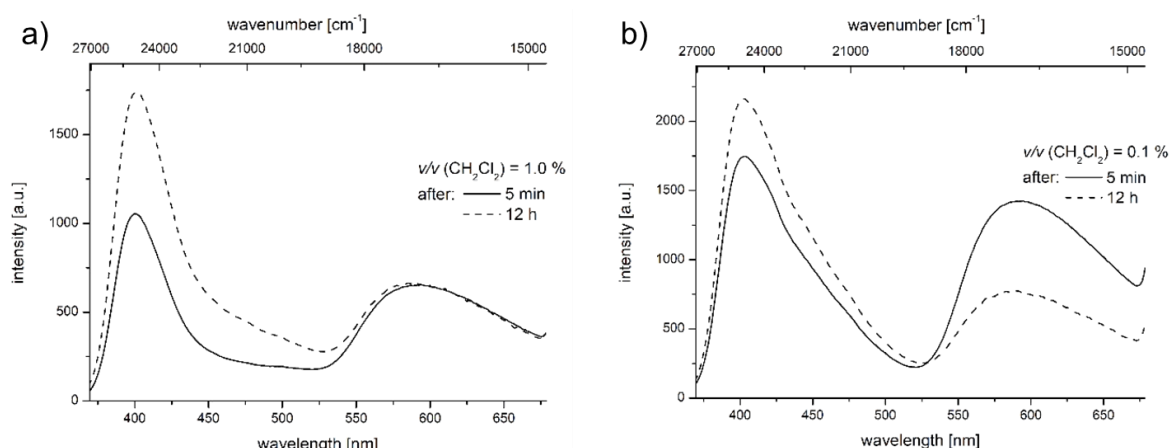 a)
wavenumber [cm⁻¹]
27000 24000 21000 18000 15000
intensity [a.u.]
1500
1000
500
0
v/v (CH₂Cl₂) = 1.0 %
after: 5 min
12 h
400 450 500 550 600 650
wavelength [nm]
b)
wavenumber [cm⁻¹]
27000 24000 21000 18000 15000
intensity [a.u.]
2000
1500
1000
500
0
v/v (CH₂Cl₂) = 0.1 %
after: 5 min
12 h
400 450 500 550 600 650
wavelength [nm]